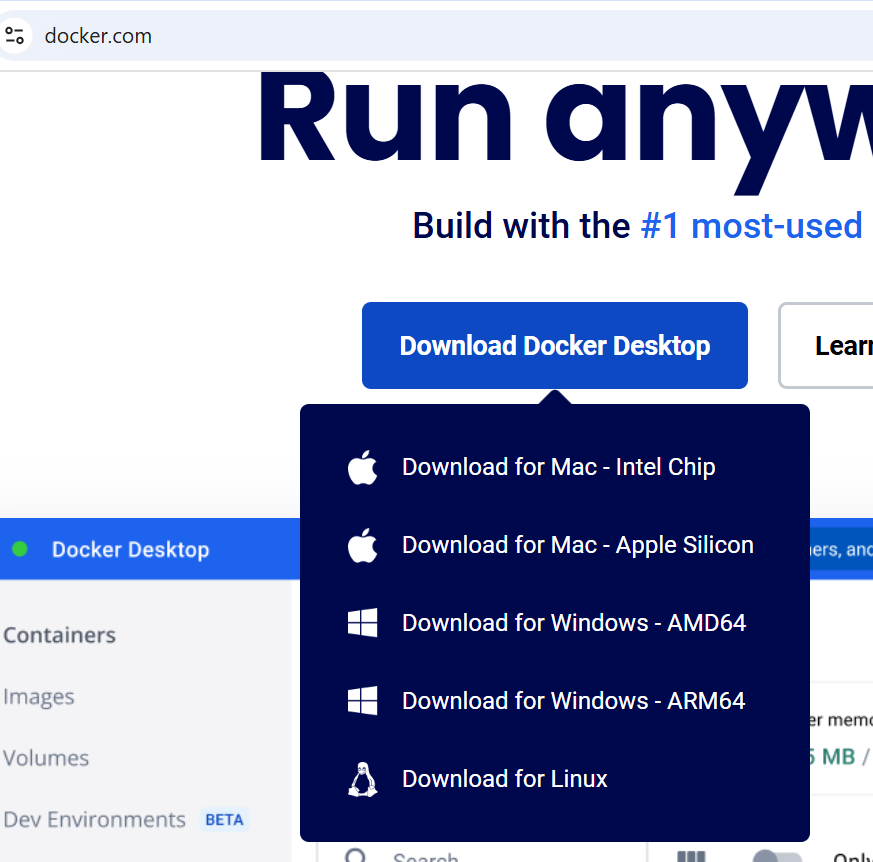 docker.com
Run anyw
Build with the #1 most-used
Download Docker Desktop
Learn
Download for Mac - Intel Chip
Download for Mac - Apple Silicon
Download for Windows - AMD64
Download for Windows - ARM64
Download for Linux
Docker Desktop
ers, and
Containers
Images
Volumes
Dev Environments BETA
er memo
5 MB /
Search
Only